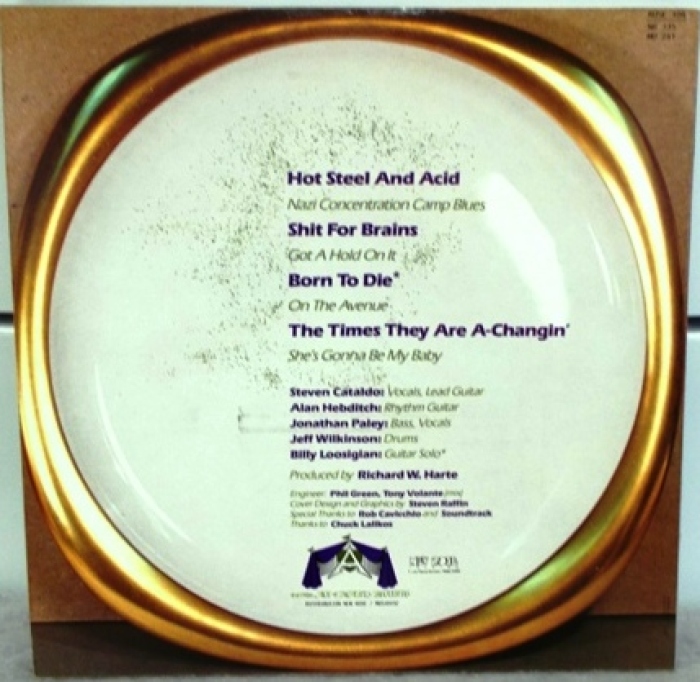 Hot Steel And Acid
Nazi Concentration Camp Blues
Shit For Brains
Got A Hold On It
Born To Die*
On The Avenue
The Times They Are A-Changin'
She's Gonna Be My Baby
Steven Cataldo: Vocals, Lead Guitar
Alan Hebditch: Rhythm Guitar
Jonathan Paley: Bass, Vocals
Jeff Wilkinson: Drums
Billy Loosigian: Guitar Solo*
Produced by Richard W. Harte
Engineer: Phil Green, Tony Volante
Cover Design and Graphics by Steven Raffin
Special Thanks to Rob Cavicchio and Soundtrack
Thanks to Chuck Lafikos
A